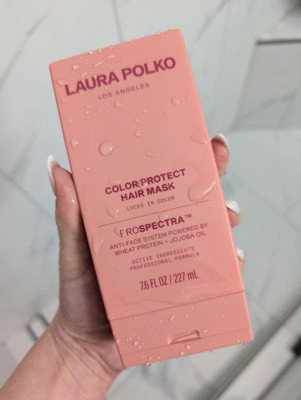 LAURA POLKO
LOS ANGELES
COLOR PROTECT
HAIR MASK
LOCKS IN COLOR
PROSPECTRA™
ANTI-FADE SYSTEM POWERED BY
WHEAT PROTEIN + JOJOBA OIL
ACTIVE INGREDIENTS
PROFESSIONAL FORMULA
7.6 FL OZ / 227 mL